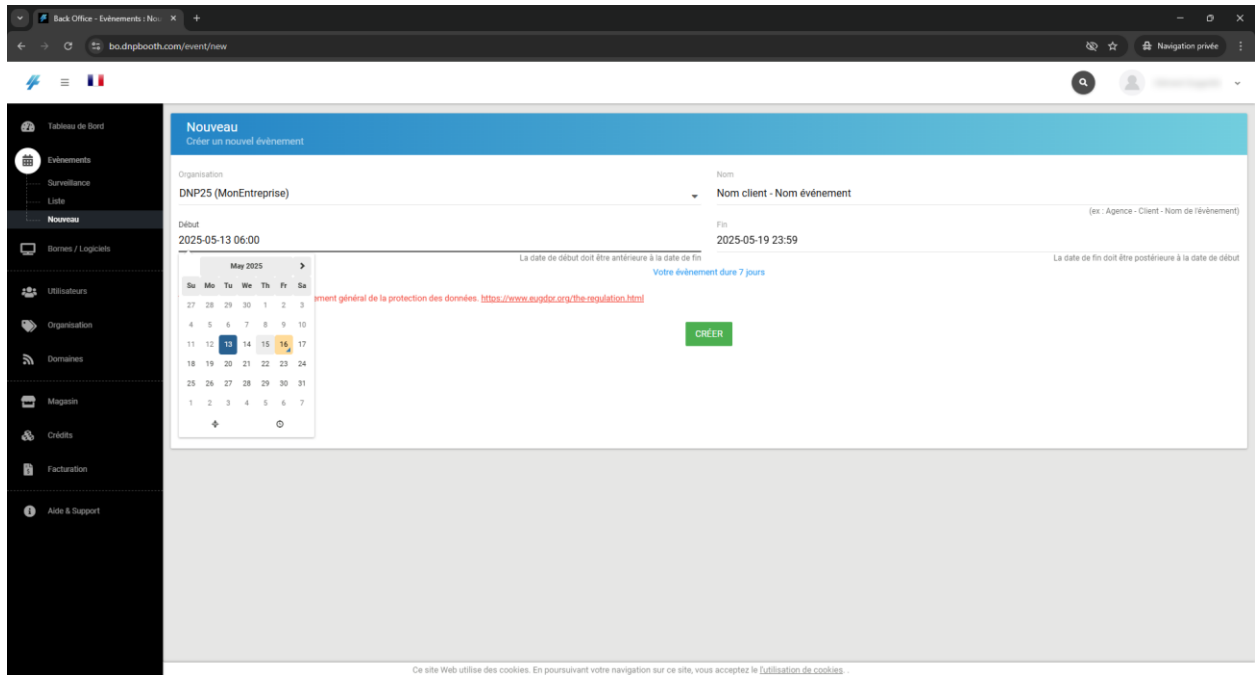 Back Office - Evènements : Nou
bo.dnpbooth.com/event/new
Navigation privée
Tableau de Bord
Evènements
Surveillance
Liste
Nouveau
Bornes / Logiciels
Utilisateurs
Organisation
Domaines
Magasin
Crédits
Facturation
Aide & Support
Nouveau
Créer un nouvel évènement
Organisation
DNP25 (MonEntreprise)
Nom
Nom client - Nom événement
(ex : Agence - Client - Nom de l'évènement)
Début
2025-05-13 06:00
La date de début doit être antérieure à la date de fin
Fin
2025-05-19 23:59
La date de fin doit être postérieure à la date de début
Votre évènement dure 7 jours
ement général de la protection des données. https://www.eugdpr.org/the-regulation.html
May 2025
Su Mo Tu We Th Fr Sa
27 28 29 30 1 2 3
4 5 6 7 8 9 10
11 12 13 14 15 16 17
18 19 20 21 22 23 24
25 26 27 28 29 30 31
1 2 3 4 5 6 7
CRÉER
Ce site Web utilise des cookies. En poursuivant votre navigation sur ce site, vous acceptez le l'utilisation de cookies. .